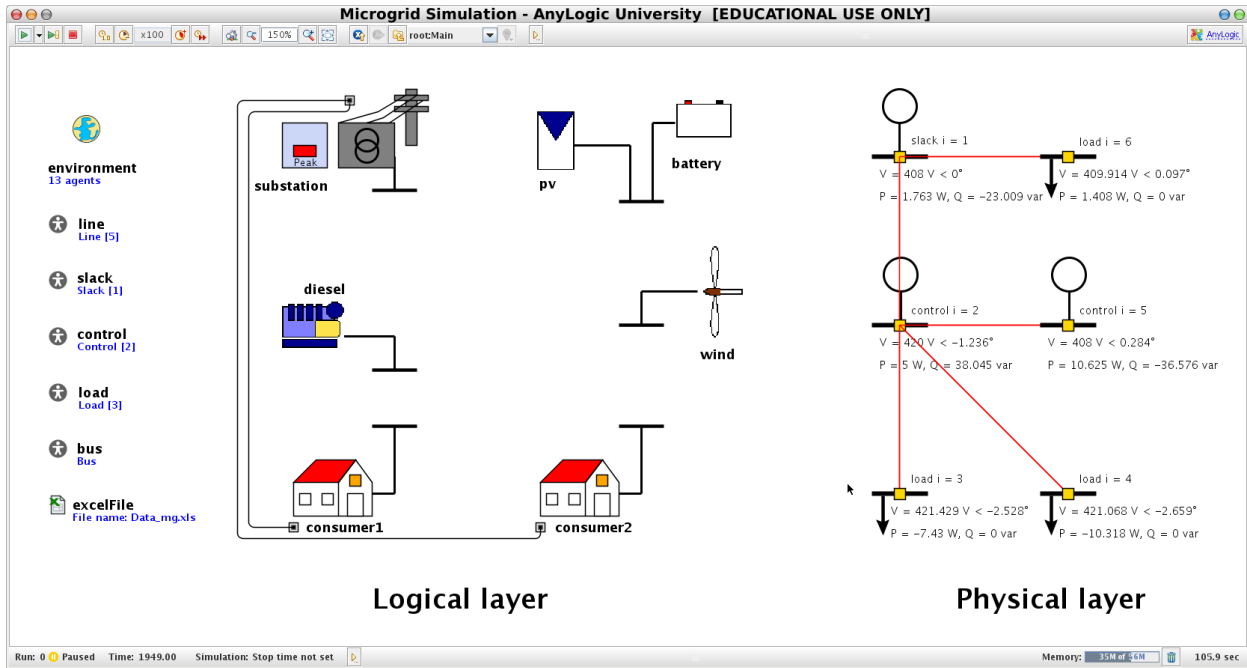 Microgrid Simulation - AnyLogic University [EDUCATIONAL USE ONLY]
x100
150%
root:Main
AnyLogic
environment
13 agents
line
Line [5]
slack
Slack [1]
control
Control [2]
load
Load [3]
bus
Bus
excelFile
File name: Data_mg.xls
Peak
substation
pv
battery
diesel
wind
consumer1
consumer2
Logical layer
slack i = 1
V = 408 V < 0°
P = 1.763 W, Q = −23.009 var
load i = 6
V = 409.914 V < 0.097°
P = 1.408 W, Q = 0 var
control i = 2
V = 420 V < −1.236°
P = 5 W, Q = 38.045 var
control i = 5
V = 408 V < 0.284°
P = 10.625 W, Q = −36.576 var
load i = 3
V = 421.429 V < −2.528°
P = −7.43 W, Q = 0 var
load i = 4
V = 421.068 V < −2.659°
P = −10.318 W, Q = 0 var
Physical layer
Run: 0 Paused Time: 1949.00 Simulation: Stop time not set
Memory: 35M of 56M 105.9 sec